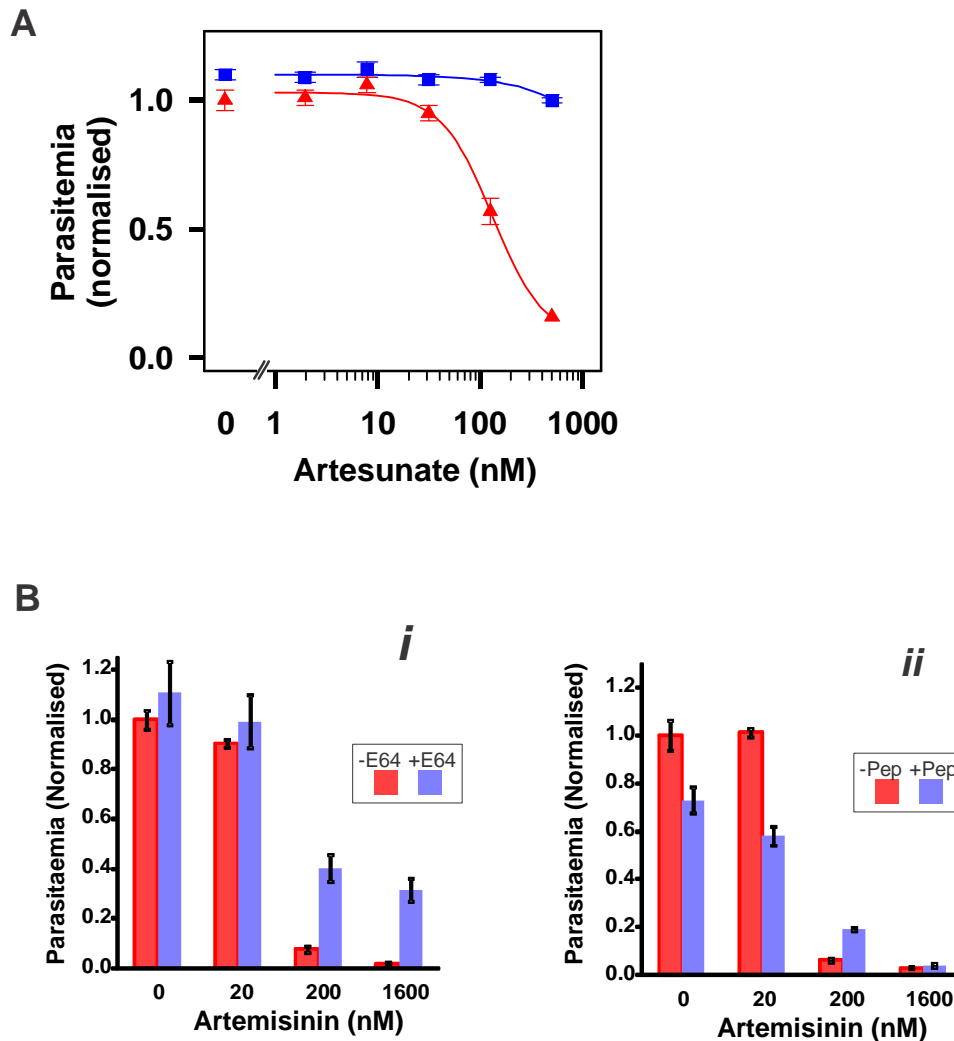 A
Parasitemia
(normalised)
1.0
0.5
0.0
0 1 10 100 1000
Artesunate (nM)
B
i
Parasitaemia (Normalised)
1.2
1.0
0.8
0.6
0.4
0.2
0.0
-E64 +E64
0 20 200 1600
Artemisinin (nM)
ii
Parasitaemia (Normalised)
1.2
1.0
0.8
0.6
0.4
0.2
0.0
-Pep +Pep
0 20 200 1600
Artemisinin (nM)